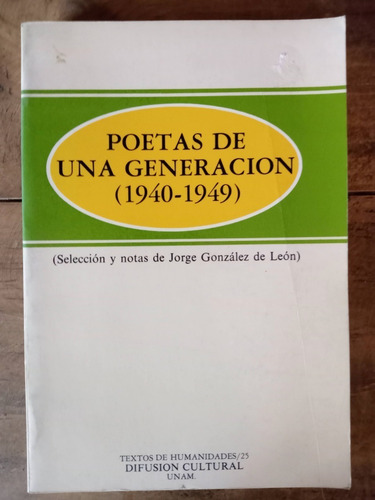 POETAS DE
UNA GENERACION
(1940-1949)
(Selección y notas de Jorge González de León)
TEXTOS DE HUMANIDADES/25
DIFUSION CULTURAL
UNAM.